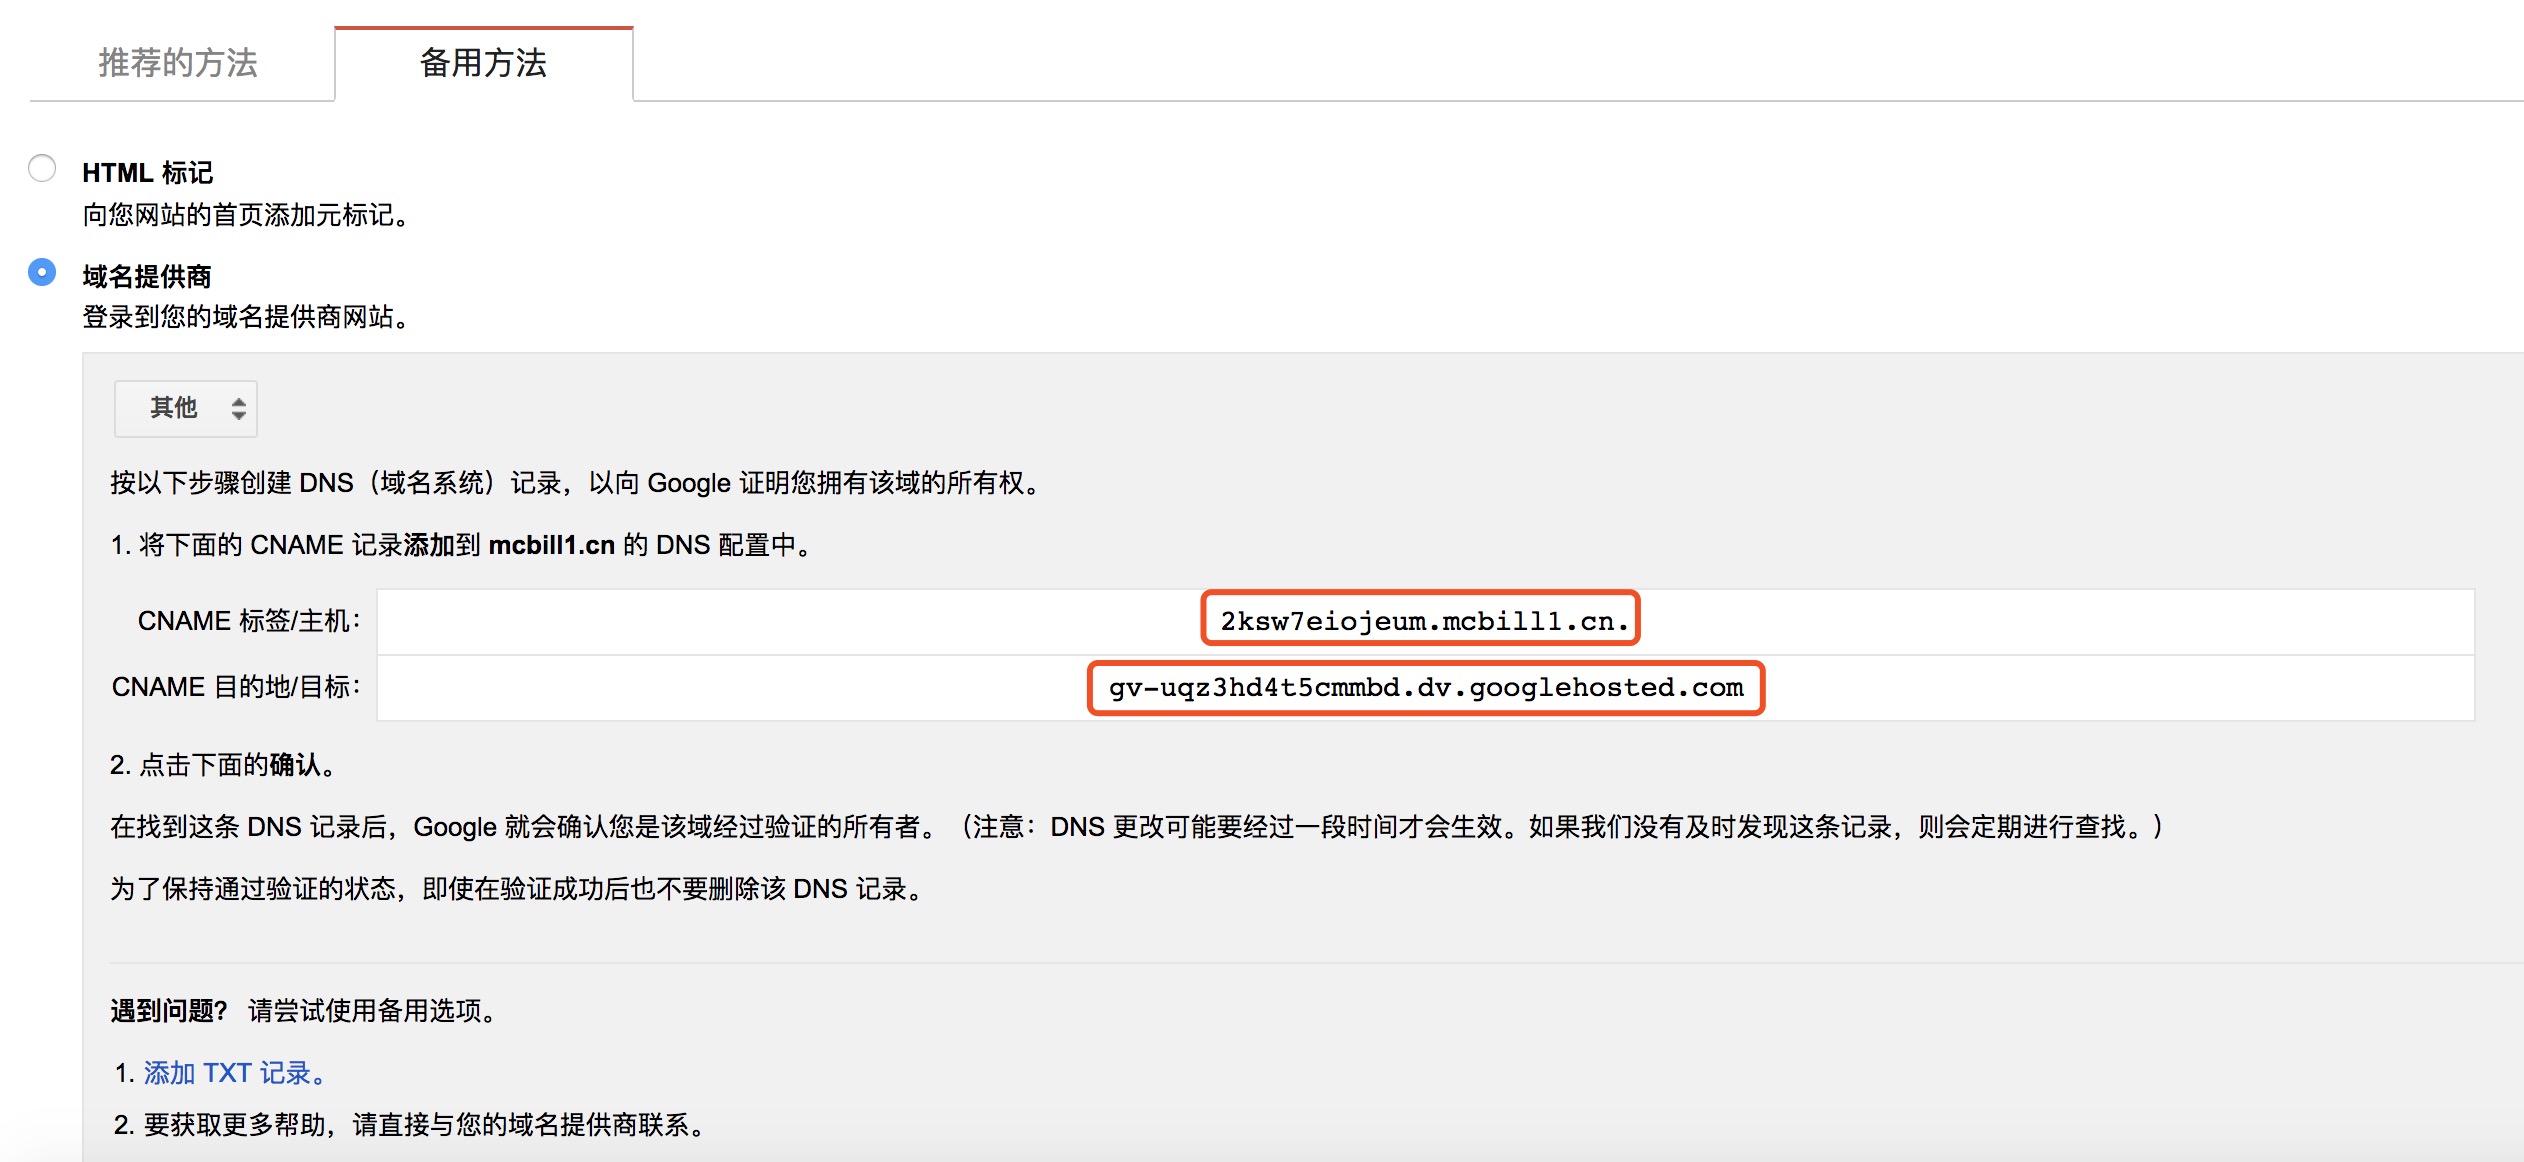 推荐的方法 备用方法
HTML 标记
向您网站的首页添加元标记。
域名提供商
登录到您的域名提供商网站。
其他
按以下步骤创建 DNS（域名系统）记录，以向 Google 证明您拥有该域的所有权。
1. 将下面的 CNAME 记录添加到 mcbill1.cn 的 DNS 配置中。
CNAME 标签/主机： 2ksw7eiojeum.mcbill1.cn.
CNAME 目的地/目标： gv-uqz3hd4t5cmmbd.dv.googlehosted.com
2. 点击下面的确认。
在找到这条 DNS 记录后，Google 就会确认您是该域经过验证的所有者。（注意：DNS 更改可能要经过一段时间才会生效。如果我们没有及时发现这条记录，则会定期进行查找。）
为了保持通过验证的状态，即使在验证成功后也不要删除该 DNS 记录。
遇到问题？ 请尝试使用备用选项。
1. 添加 TXT 记录。
2. 要获取更多帮助，请直接与您的域名提供商联系。